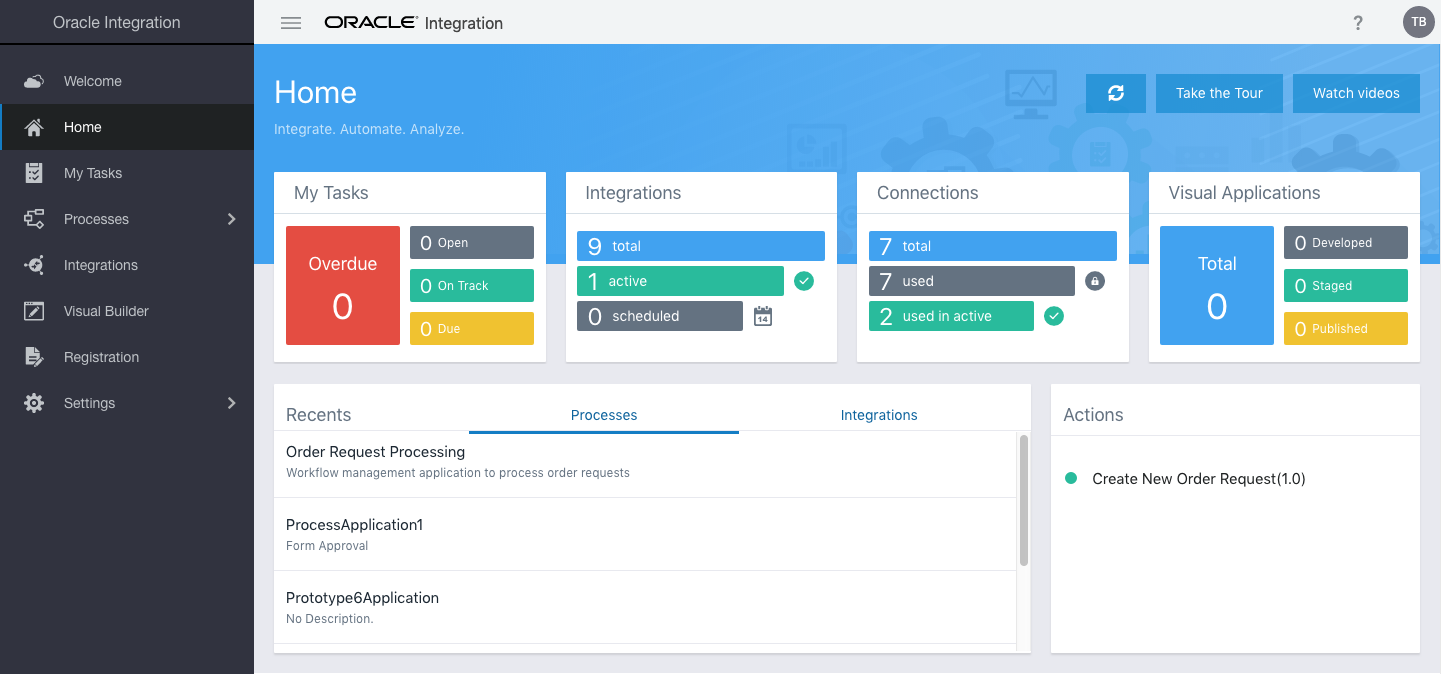 Oracle Integration
Welcome
Home
My Tasks
Processes
Integrations
Visual Builder
Registration
Settings
ORACLE® Integration
?
TB
Home
Integrate. Automate. Analyze.
Take the Tour
Watch videos
My Tasks
Overdue
0
0 Open
0 On Track
0 Due
Integrations
9 total
1 active
0 scheduled
14
Connections
7 total
7 used
2 used in active
Visual Applications
Total
0
0 Developed
0 Staged
0 Published
Recents
Processes
Integrations
Order Request Processing
Workflow management application to process order requests
ProcessApplication1
Form Approval
Prototype6Application
No Description.
Actions
Create New Order Request(1.0)